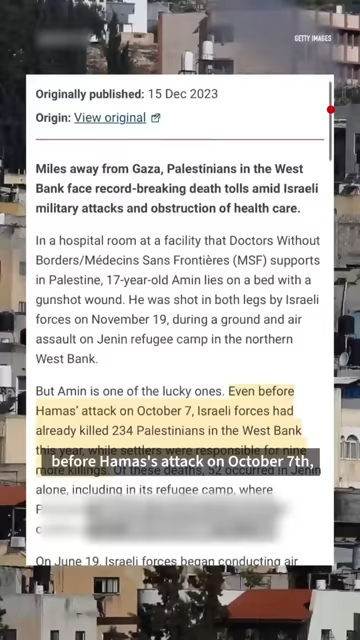 GETTY IMAGES
Originally published: 15 Dec 2023
Origin: View original
Miles away from Gaza, Palestinians in the West
Bank face record-breaking death tolls amid Israeli
military attacks and obstruction of health care.
In a hospital room at a facility that Doctors Without
Borders/Médecins Sans Frontières (MSF) supports
in Palestine, 17-year-old Amin lies on a bed with a
gunshot wound. He was shot in both legs by Israeli
forces on November 19, during a ground and air
assault on Jenin refugee camp in the northern
West Bank.
But Amin is one of the lucky ones. Even before
Hamas' attack on October 7, Israeli forces had
already killed 234 Palestinians in the West Bank
this year, while settlers were responsible for nine
more killings. Of these deaths, 52 occurred in Jenin
before Hamas's attack on October 7th,
alone, including in its refugee camp, where
On June 19, Israeli forces began conducting air